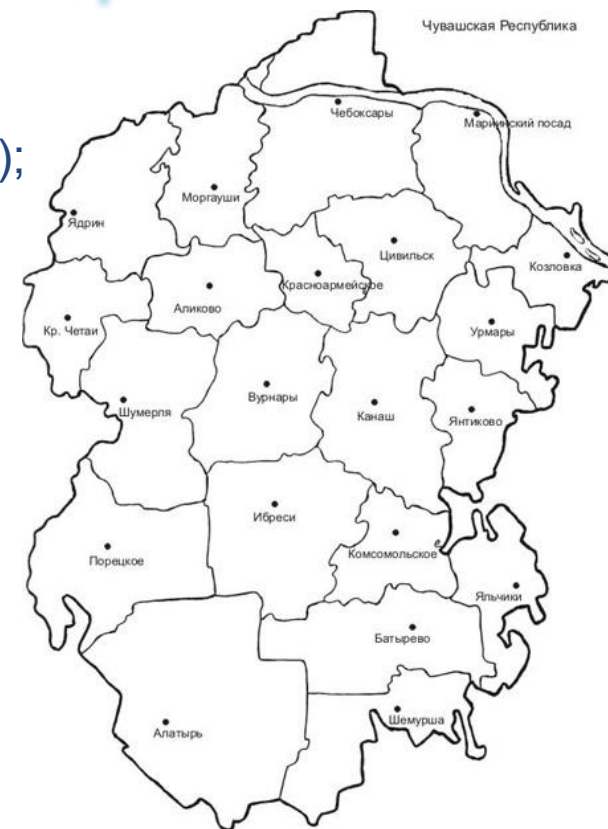 Чувашская Республика
Чебоксары
Мариинский посад
);
Моргауши
Ядрин
Цивильск
Козловка
Красноармейское
Аликово
Кр. Четаи
Урмары
Вурнары
Канаш
Шумерля
Янтиково
Ибреси
Комсомольское
Порецкое
Яльчики
Батырево
Шемурша
Алатырь